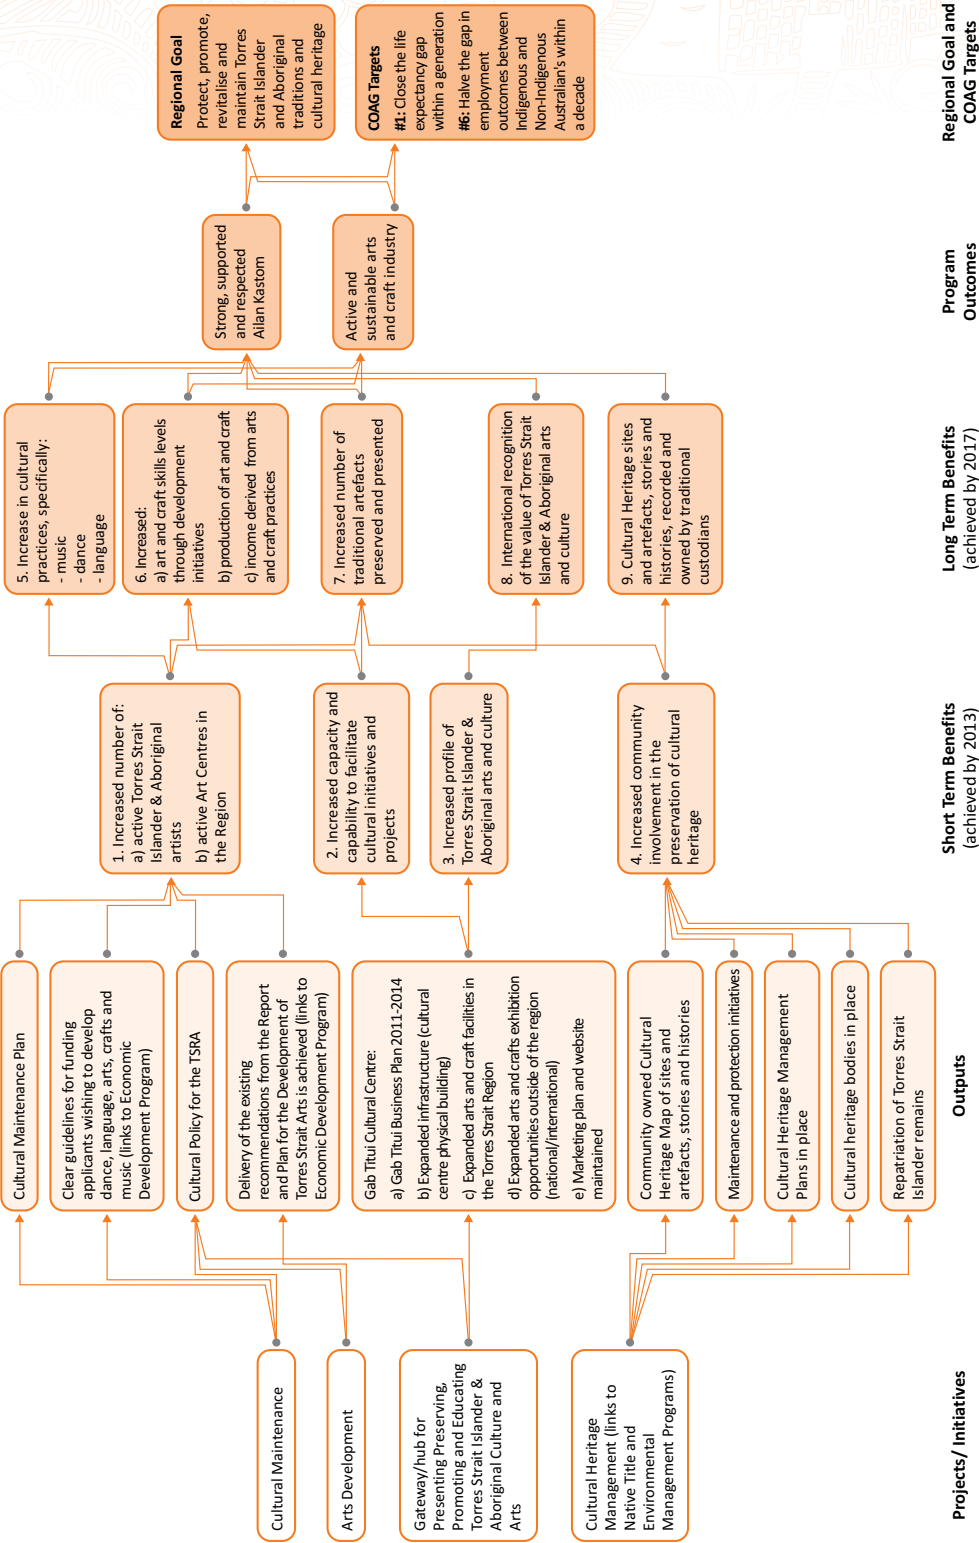 Cultural Maintenance
Arts Development
Gateway/hub for
Presenting Preserving,
Promoting and Educating
Torres Strait Islander &
Aboriginal Culture and
Arts
Cultural Heritage
Management (links to
Native Title and
Environmental
Management Programs)
Projects/ Initiatives
Cultural Maintenance Plan
Clear guidelines for funding
applicants wishing to develop
dance, language, arts, crafts and
music (links to Economic
Development Program)
Cultural Policy for the TSRA
Delivery of the existing
recommendations from the Report
and Plan for the Development of
Torres Strait Arts is achieved (links to
Economic Development Program)
Gab Titui Cultural Centre:
a) Gab Titui Business Plan 2011-2014
b) Expanded infrastructure (cultural
centre physical building)
c) Expanded arts and craft facilities in
the Torres Strait Region
d) Expanded arts and crafts exhibition
opportunities outside of the region
(national/international)
e) Marketing plan and website
maintained
Community owned Cultural
Heritage Map of sites and
artefacts, stories and histories
Maintenance and protection initiatives
Cultural Heritage Management
Plans in place
Cultural heritage bodies in place
Repatriation of Torres Strait
Islander remains
Outputs
1. Increased number of:
a) active Torres Strait
Islander & Aboriginal
artists
b) active Art Centres in
the Region
2. Increased capacity and
capability to facilitate
cultural initiatives and
projects
3. Increased profile of
Torres Strait Islander &
Aboriginal arts and culture
4. Increased community
involvement in the
preservation of cultural
heritage
Short Term Benefits
(achieved by 2013)
5. Increase in cultural
practices, specifically:
- music
- dance
- language
6. Increased:
a) art and craft skills levels
through development
initiatives
b) production of art and craft
c) income derived from arts
and craft practices
7. Increased number of
traditional artefacts
preserved and presented
8. International recognition
of the value of Torres Strait
Islander & Aboriginal arts
and culture
9. Cultural Heritage sites
and artefacts, stories and
histories, recorded and
owned by traditional
custodians
Long Term Benefits
(achieved by 2017)
Strong, supported
and respected
Ailan Kastom
Active and
sustainable arts
and craft industry
Program
Outcomes
Regional Goal
Protect, promote,
revitalise and
maintain Torres
Strait Islander
and Aboriginal
traditions and
cultural heritage
COAG Targets
#1: Close the life
expectancy gap
within a generation
#6: Halve the gap in
employment
outcomes between
Indigenous and
Non-Indigenous
Australian's within
a decade
Regional Goal and
COAG Targets